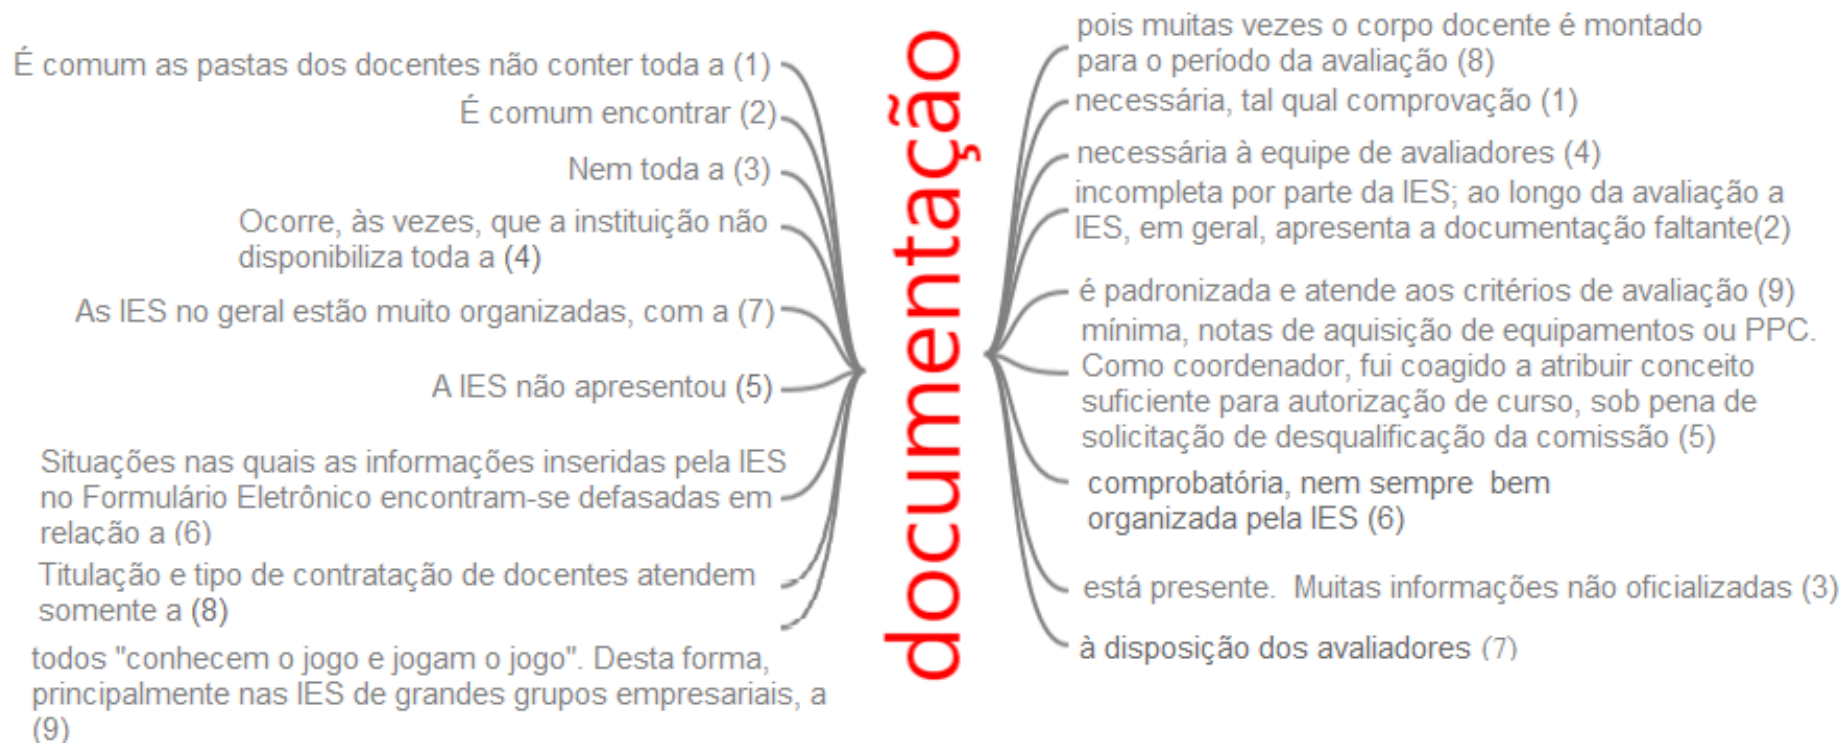 É comum as pastas dos docentes não conter toda a (1)
É comum encontrar (2)
Nem toda a (3)
Ocorre, às vezes, que a instituição não
disponibiliza toda a (4)
As IES no geral estão muito organizadas, com a (7)
A IES não apresentou (5)
Situações nas quais as informações inseridas pela IES
no Formulário Eletrônico encontram-se defasadas em
relação a (6)
Titulação e tipo de contratação de docentes atendem
somente a (8)
todos "conhecem o jogo e jogam o jogo". Desta forma,
principalmente nas IES de grandes grupos empresariais, a
(9)
documentação
pois muitas vezes o corpo docente é montado
para o período da avaliação (8)
necessária, tal qual comprovação (1)
necessária à equipe de avaliadores (4)
incompleta por parte da IES; ao longo da avaliação a
IES, em geral, apresenta a documentação faltante(2)
é padronizada e atende aos critérios de avaliação (9)
mínima, notas de aquisição de equipamentos ou PPC.
Como coordenador, fui coagido a atribuir conceito
suficiente para autorização de curso, sob pena de
solicitação de desqualificação da comissão (5)
comprobatória, nem sempre bem
organizada pela IES (6)
está presente. Muitas informações não oficializadas (3)
à disposição dos avaliadores (7)